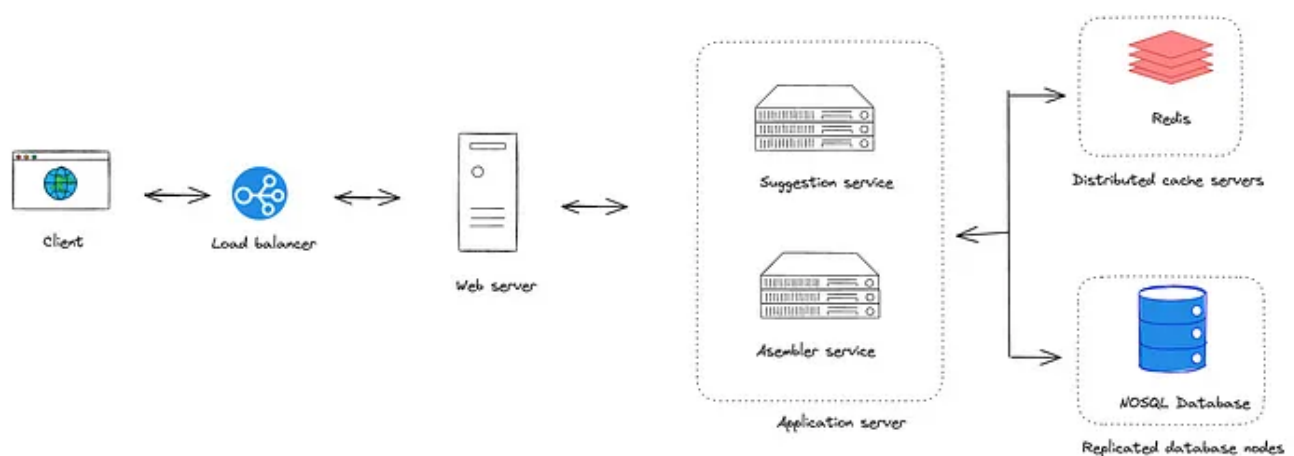 Client
Load balancer
Web server
Suggestion service
Asembler service
Application server
Redis
Distributed cache servers
NOSQL Database
Replicated database nodes